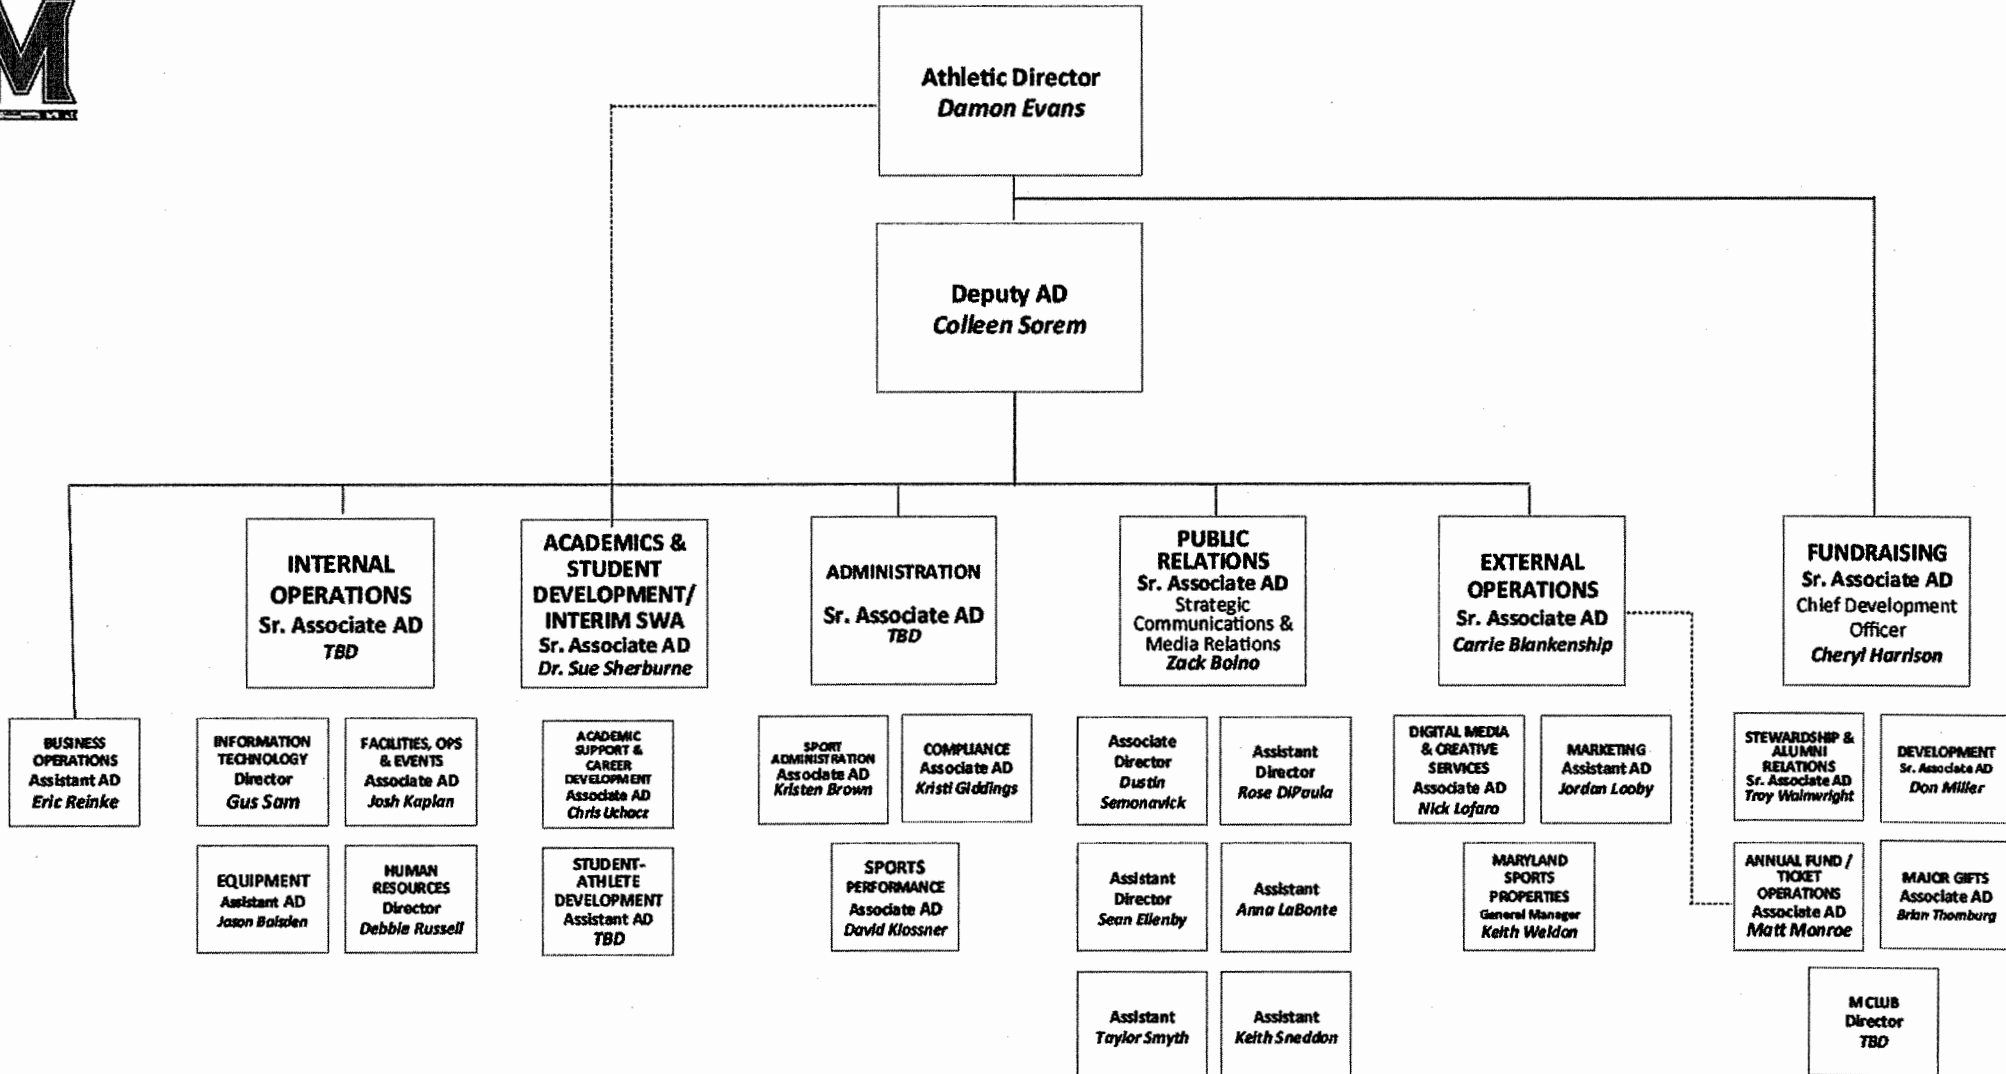 M
Athletic Director
Damon Evans
Deputy AD
Colleen Sorem
INTERNAL
OPERATIONS
Sr. Associate AD
TBD
ACADEMICS &
STUDENT
DEVELOPMENT/
INTERIM SWA
Sr. Associate AD
Dr. Sue Sherburne
ADMINISTRATION
Sr. Associate AD
TBD
PUBLIC
RELATIONS
Sr. Associate AD
Strategic
Communications &
Media Relations
Zack Bolno
EXTERNAL
OPERATIONS
Sr. Associate AD
Carrie Blankenship
FUNDRAISING
Sr. Associate AD
Chief Development
Officer
Cheryl Harrison
BUSINESS
OPERATIONS
Assistant AD
Eric Reinke
INFORMATION
TECHNOLOGY
Director
Gus Sam
FACILITIES, OPS
& EVENTS
Associate AD
Josh Kaplan
ACADEMIC
SUPPORT &
CAREER
DEVELOPMENT
Associate AD
Chris Uchacz
SPORT
ADMINISTRATION
Associate AD
Kristen Brown
COMPLIANCE
Associate AD
Kristi Giddings
Associate
Director
Dustin
Semonavick
Assistant
Director
Rose DiPaula
DIGITAL MEDIA
& CREATIVE
SERVICES
Associate AD
Nick Lofaro
MARKETING
Assistant AD
Jordan Looby
STEWARDSHIP &
ALUMNI
RELATIONS
Sr. Associate AD
Troy Wainwright
DEVELOPMENT
Sr. Associate AD
Don Miller
EQUIPMENT
Assistant AD
Jason
HUMAN
RESOURCES
Director
Debbie Russell
STUDENT-
ATHLETE
DEVELOPMENT
Assistant AD
TBD
SPORTS
PERFORMANCE
Associate AD
David Klossner
Assistant
Director
Sean Ellenby
Assistant
Anna LaBonte
MARYLAND
SPORTS
PROPERTIES
General Manager
Keith Weldon
ANNUAL FUND /
TICKET
OPERATIONS
Associate AD
Matt Monroe
MAJOR GIFTS
Associate AD
Brian Thornburg
Assistant
Taylor Smyth
Assistant
Keith Sneddon
M CLUB
Director
TBD